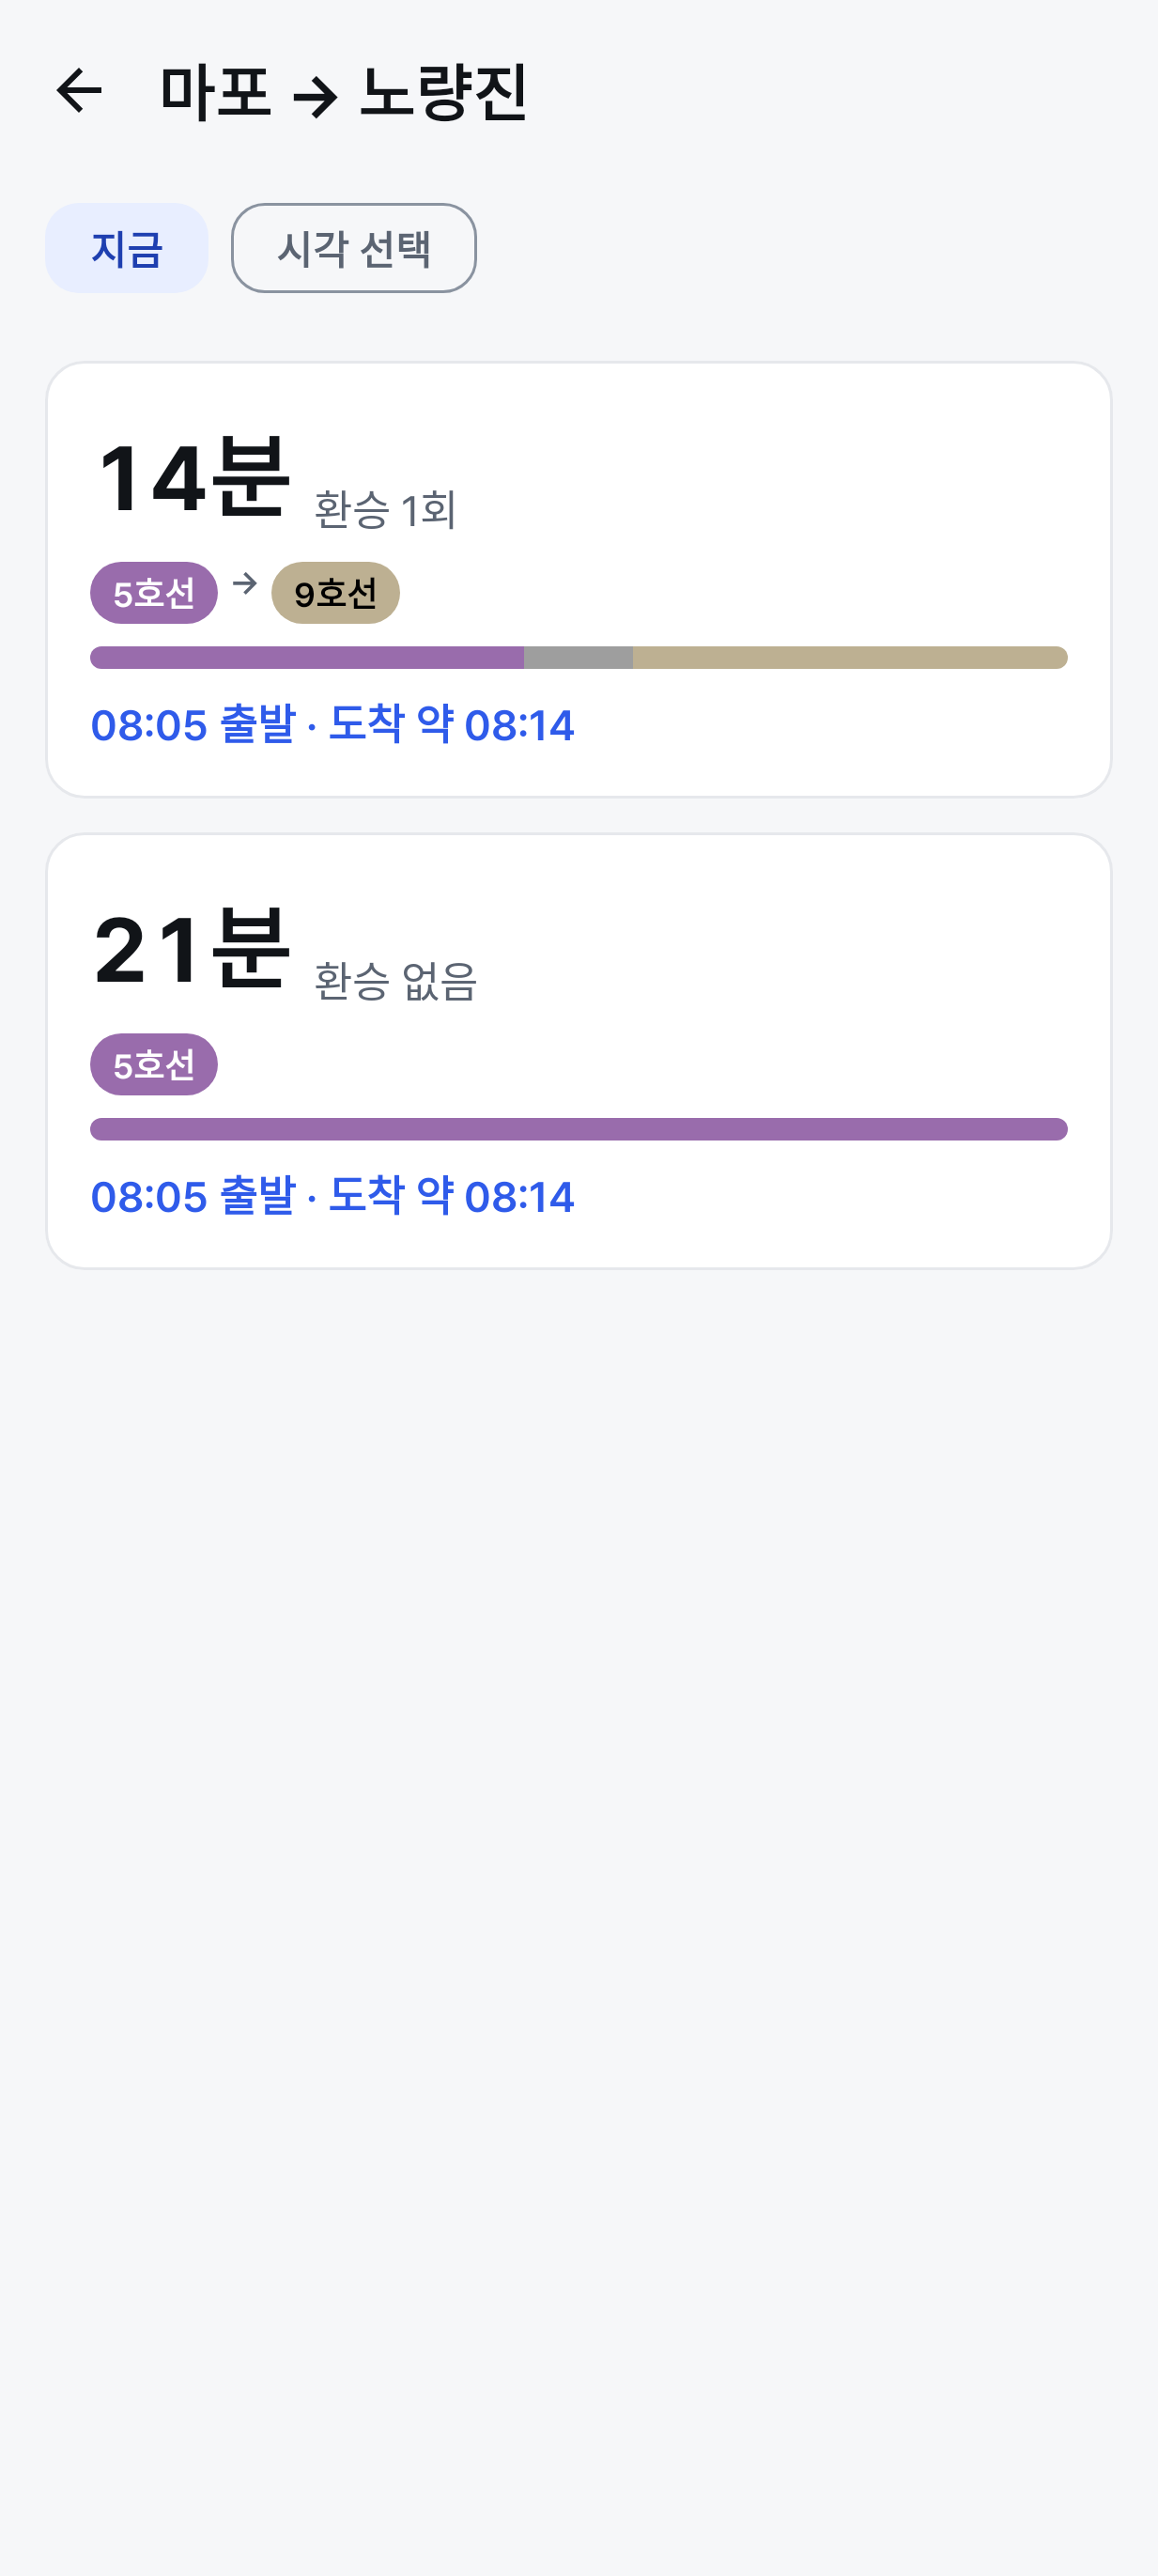 ← 마포 → 노량진
지금 시각 선택
14분 환승 1회
5호선 → 9호선
08:05 출발 · 도착 약 08:14
21분 환승 없음
5호선
08:05 출발 · 도착 약 08:14